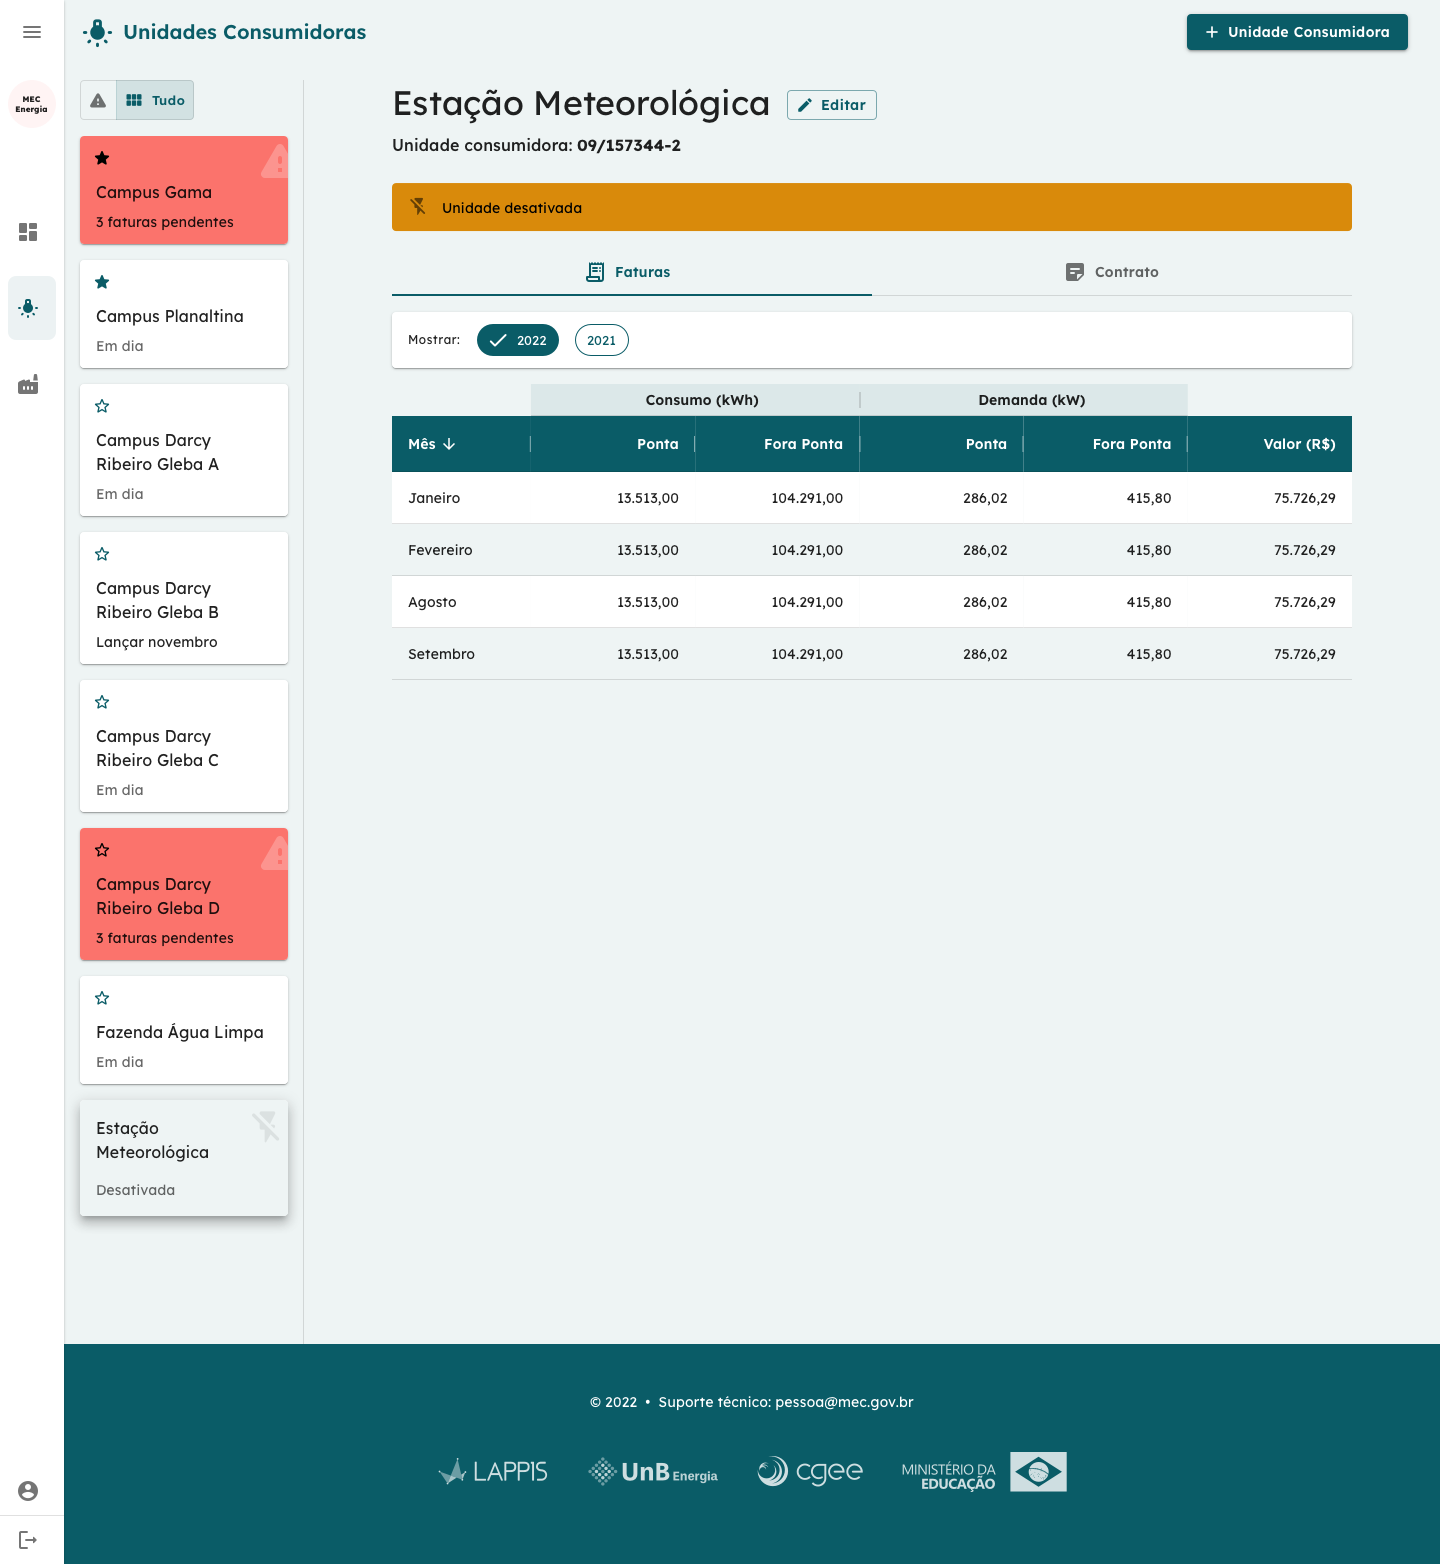 Unidades Consumidoras
Unidade Consumidora
MEC
Energia
Tudo
Campus Gama
3 faturas pendentes
Campus Planaltina
Em dia
Campus Darcy
Ribeiro Gleba A
Em dia
Campus Darcy
Ribeiro Gleba B
Lançar novembro
Campus Darcy
Ribeiro Gleba C
Em dia
Campus Darcy
Ribeiro Gleba D
3 faturas pendentes
Fazenda Água Limpa
Em dia
Estação
Meteorológica
Desativada
Estação Meteorológica
Editar
Unidade consumidora: 09/157344-2
Unidade desativada
Faturas
Contrato
Mostrar: 2022 2021
Consumo (kWh) Demanda (kW)
Mês Ponta Fora Ponta Ponta Fora Ponta Valor (R$)
Janeiro 13.513,00 104.291,00 286,02 415,80 75.726,29
Fevereiro 13.513,00 104.291,00 286,02 415,80 75.726,29
Agosto 13.513,00 104.291,00 286,02 415,80 75.726,29
Setembro 13.513,00 104.291,00 286,02 415,80 75.726,29
© 2022 • Suporte técnico: pessoa@mec.gov.br
LAPPIS
UnB Energia
cgee
MINISTÉRIO DA
EDUCAÇÃO